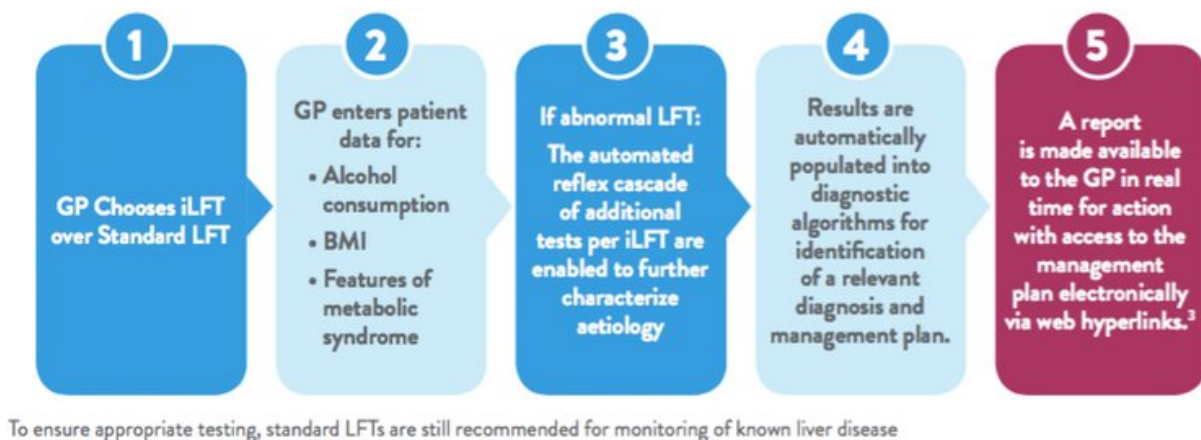 1
GP Chooses iLFT
over Standard LFT
2
GP enters patient
data for:
• Alcohol
consumption
• BMI
• Features of
metabolic
syndrome
3
If abnormal LFT:
The automated
reflex cascade
of additional
tests per iLFT are
enabled to further
characterize
aetiology
4
Results are
automatically
populated into
diagnostic
algorithms for
identification
of a relevant
diagnosis and
management plan.
5
A report
is made available
to the GP in real
time for action
with access to the
management
plan electronically
via web hyperlinks.³
To ensure appropriate testing, standard LFTs are still recommended for monitoring of known liver disease